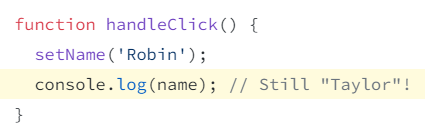 function handleClick() {
  setName('Robin');
  console.log(name); // Still "Taylor"!
}